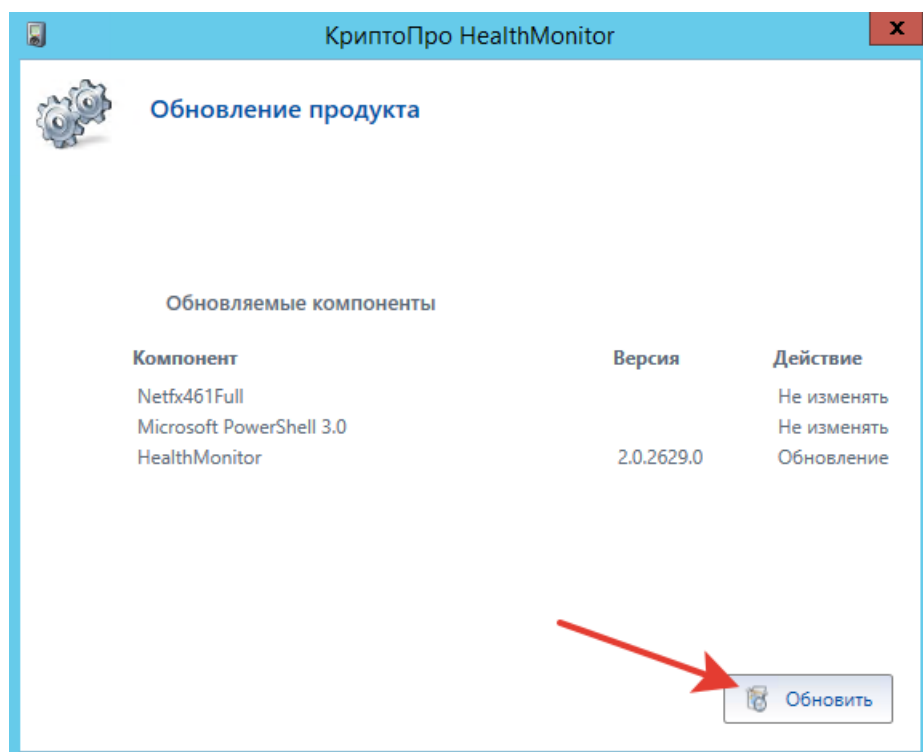 КриптоПро HealthMonitor
x
Обновление продукта
Обновляемые компоненты
Компонент Версия Действие
Netfx461Full Не изменять
Microsoft PowerShell 3.0 Не изменять
HealthMonitor 2.0.2629.0 Обновление
Обновить